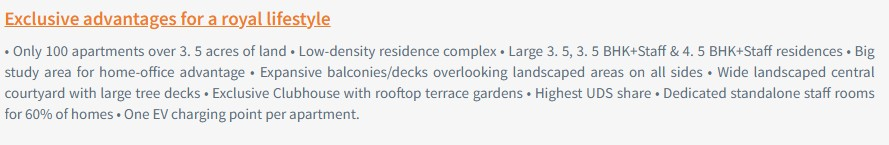 Exclusive advantages for a royal lifestyle
• Only 100 apartments over 3. 5 acres of land • Low-density residence complex • Large 3. 5, 3. 5 BHK+Staff & 4. 5 BHK+Staff residences • Big
study area for home-office advantage • Expansive balconies/decks overlooking landscaped areas on all sides • Wide landscaped central
courtyard with large tree decks • Exclusive Clubhouse with rooftop terrace gardens • Highest UDS share • Dedicated standalone staff rooms
for 60% of homes • One EV charging point per apartment.